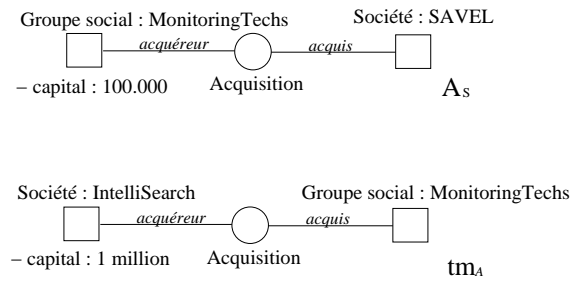 Groupe social : MonitoringTechs
Société : SAVEL
acquéreur
acquis
– capital : 100.000
Acquisition
As
Société : IntelliSearch
Groupe social : MonitoringTechs
acquéreur
acquis
– capital : 1 million
Acquisition
tmA